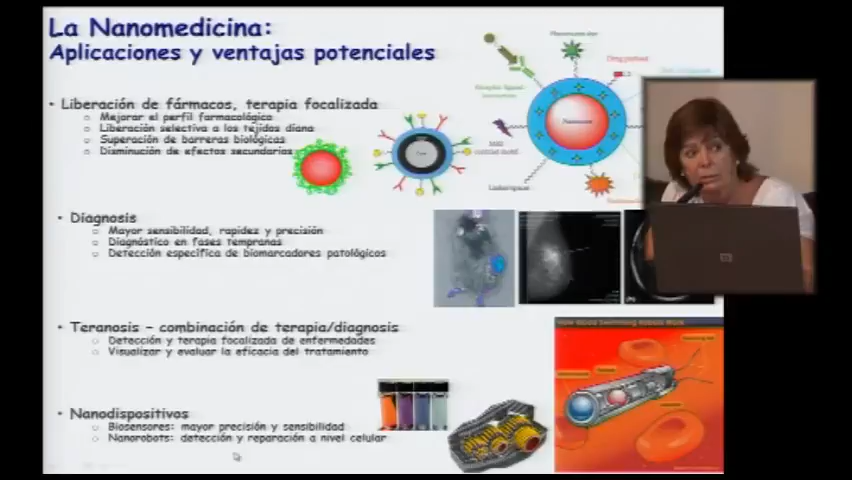 La Nanomedicina:
Aplicaciones y ventajas potenciales
• Liberación de fármacos, terapia focalizada
Mejorar el perfil farmacológico
Liberación selectiva a los tejidos diana
Superación de barreras biológicas
Disminución de efectos secundarios
• Diagnosis
Mayor sensibilidad, rapidez y precisión
Diagnóstico en fases tempranas
Detección específica de biomarcadores patológicos
• Teranosis – combinación de terapia/diagnosis
Detección y terapia focalizada de enfermedades
Visualizar y evaluar la eficacia del tratamiento
• Nanodispositivos
Biosensores: mayor precisión y sensibilidad
Nanorobots: detección y reparación a nivel celular